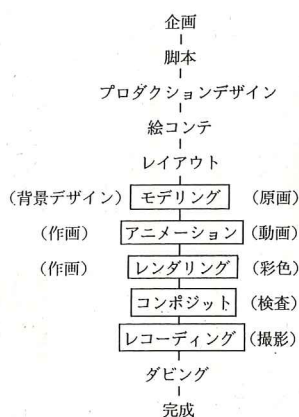 企画
脚本
プロダクションデザイン
絵コンテ
レイアウト
(背景デザイン) モデリング (原画)
(作画) アニメーション (動画)
(作画) レンダリング (彩色)
コンポジット (検査)
レコーディング (撮影)
ダビング
完成